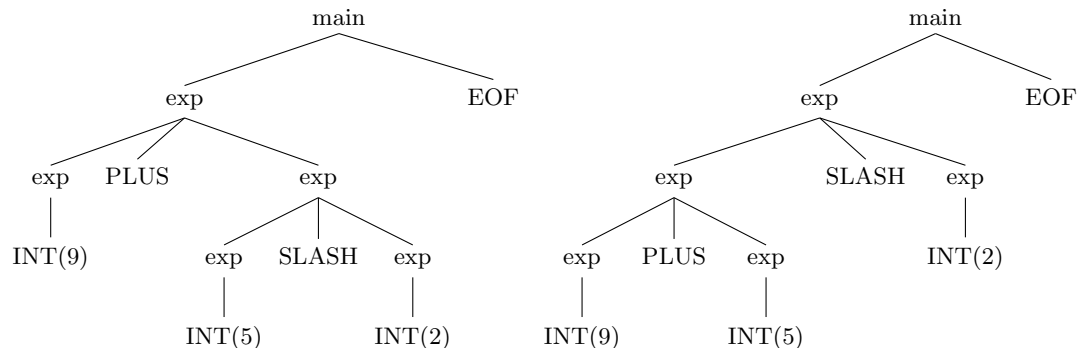 main main
exp EOF exp EOF
exp PLUS exp exp SLASH exp
INT(9) exp SLASH exp exp PLUS exp INT(2)
INT(5) INT(2) INT(9) INT(5)